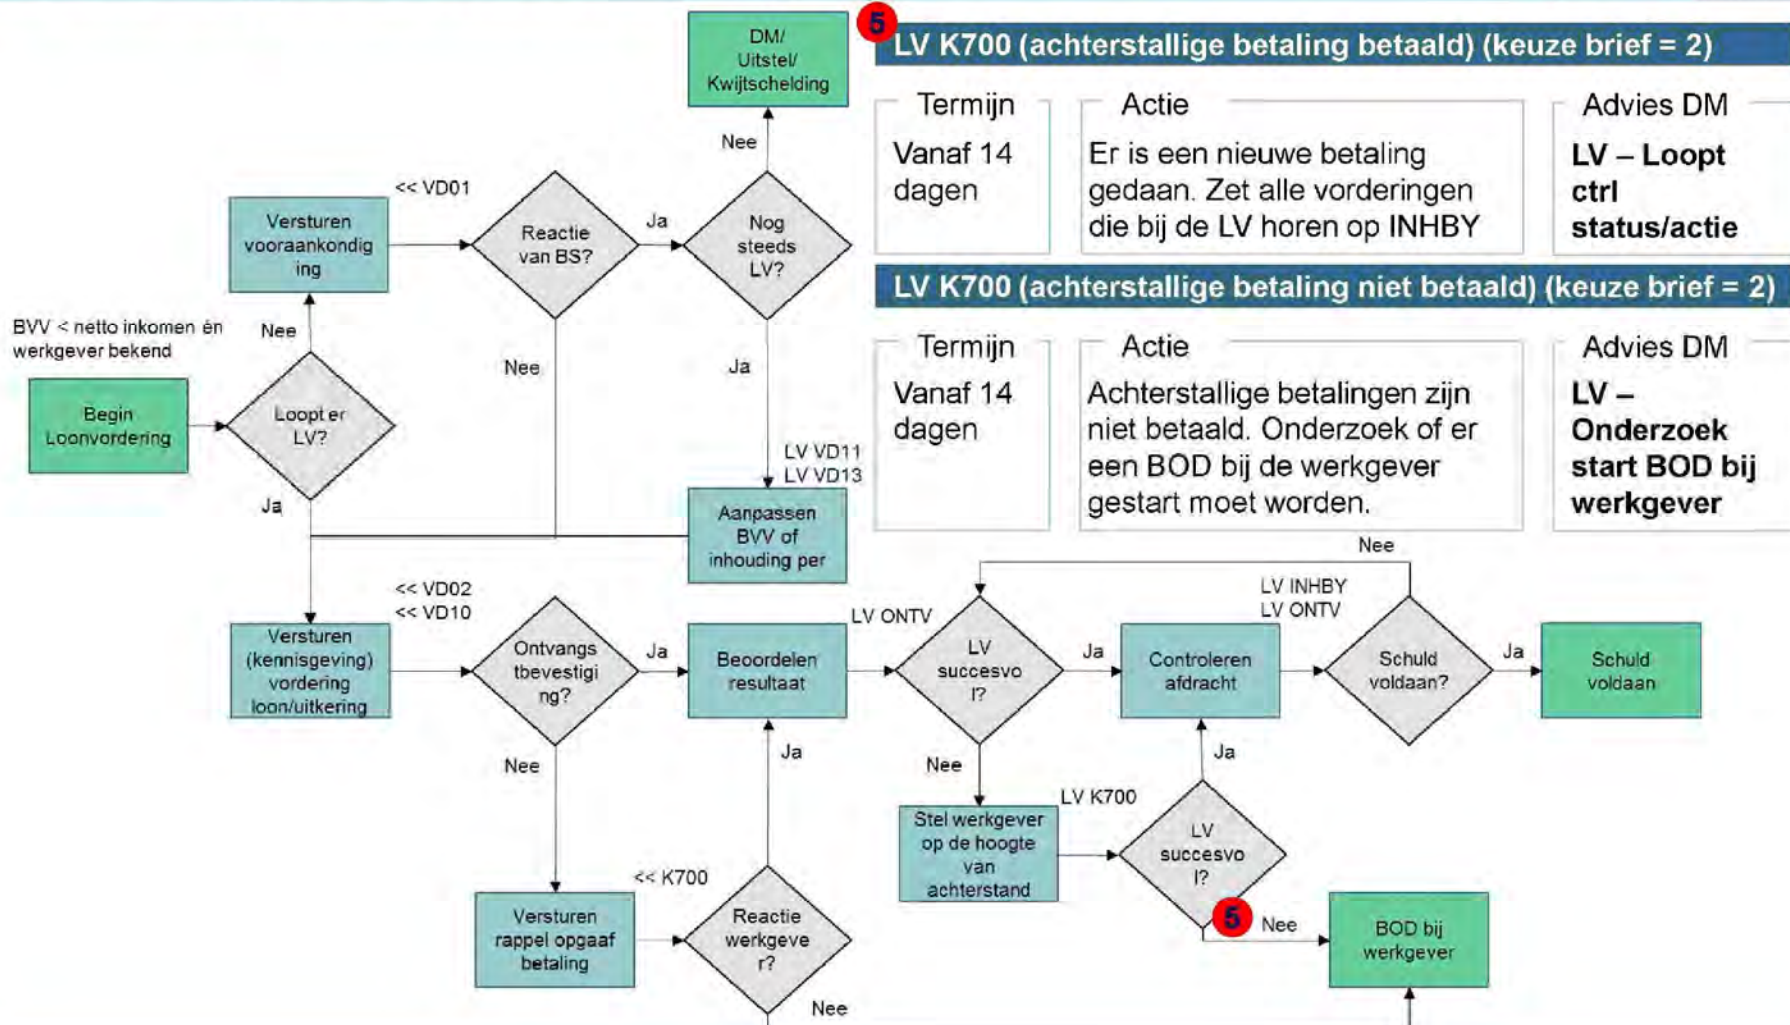 5
LV K700 (achterstallige betaling betaald) (keuze brief = 2)
Termijn
Vanaf 14
dagen
Actie
Er is een nieuwe betaling
gedaan. Zet alle vorderingen
die bij de LV horen op INHBY
Advies DM
LV – Loopt
ctrl
status/actie
LV K700 (achterstallige betaling niet betaald) (keuze brief = 2)
Termijn
Vanaf 14
dagen
Actie
Achterstallige betalingen zijn
niet betaald. Onderzoek of er
een BOD bij de werkgever
gestart moet worden.
Advies DM
LV –
Onderzoek
start BOD bij
werkgever
DM/
Uitstel/
Kwijtschelding
Nee
<< VD01
Versturen
vooraankondig
ing
Reactie
van BS?
Ja
Nog
steeds
LV?
BVV < netto inkomen én
werkgever bekend
Nee
Nee
Ja
Begin
Loonvordering
Loopt er
LV?
Ja
LV VD11
LV VD13
Aanpassen
BVV of
inhouding per
Nee
<< VD02
<< VD10
Versturen
(kennisgeving)
vordering
loon/uitkering
Ontvangs
tbevestigi
ng?
Ja
Beoordelen
resultaat
LV ONTV
LV
succesvo
l?
Ja
Controleren
afdracht
LV INHBY
LV ONTV
Schuld
voldaan?
Ja
Schuld
voldaan
Nee
Ja
Nee
Ja
Stel werkgever
op de hoogte
van
achterstand
LV K700
LV
succesvo
l?
5
Nee
BOD bij
werkgever
Versturen
rappel opgaaf
betaling
<< K700
Reactie
werkgeve
r?
Nee